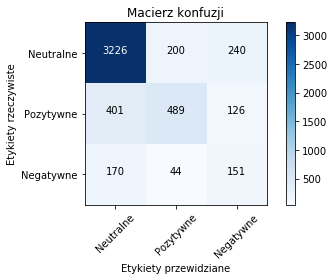 Macierz konfuzji
Etykiety rzeczywiste
Neutralne
3226 200 240
Pozytywne
401 489 126
Negatywne
170 44 151
Neutralne
Pozytywne
Negatywne
Etykiety przewidziane
3000
2500
2000
1500
1000
500